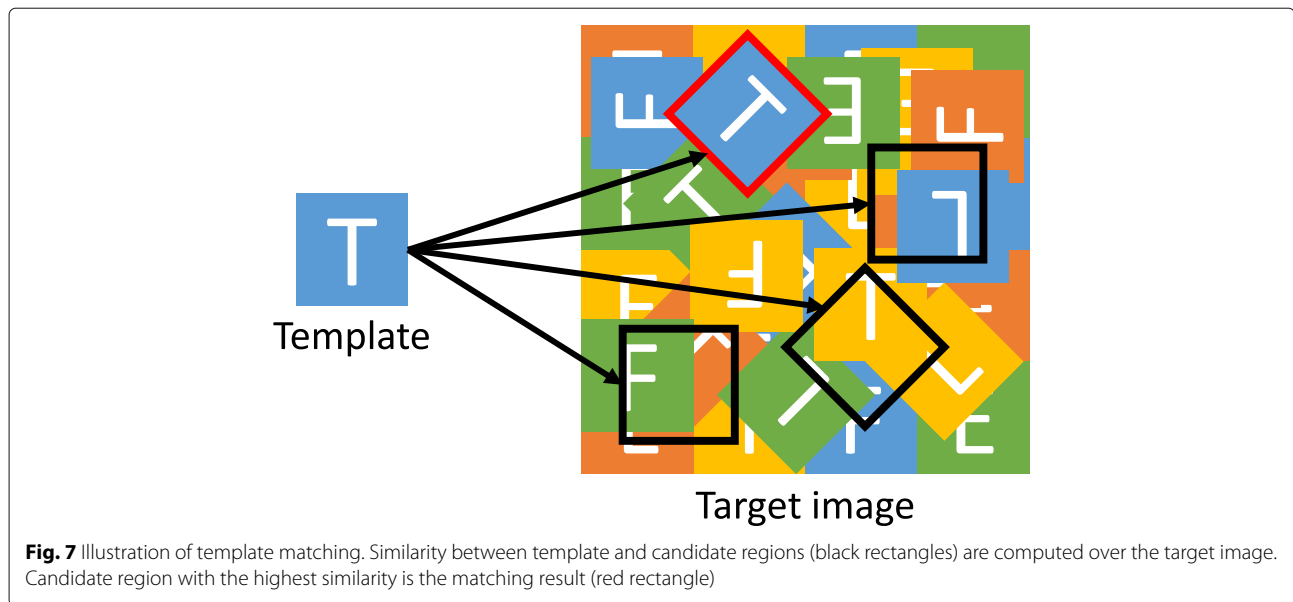 T
Template
T
Target image
Fig. 7 Illustration of template matching. Similarity between template and candidate regions (black rectangles) are computed over the target image.
Candidate region with the highest similarity is the matching result (red rectangle)